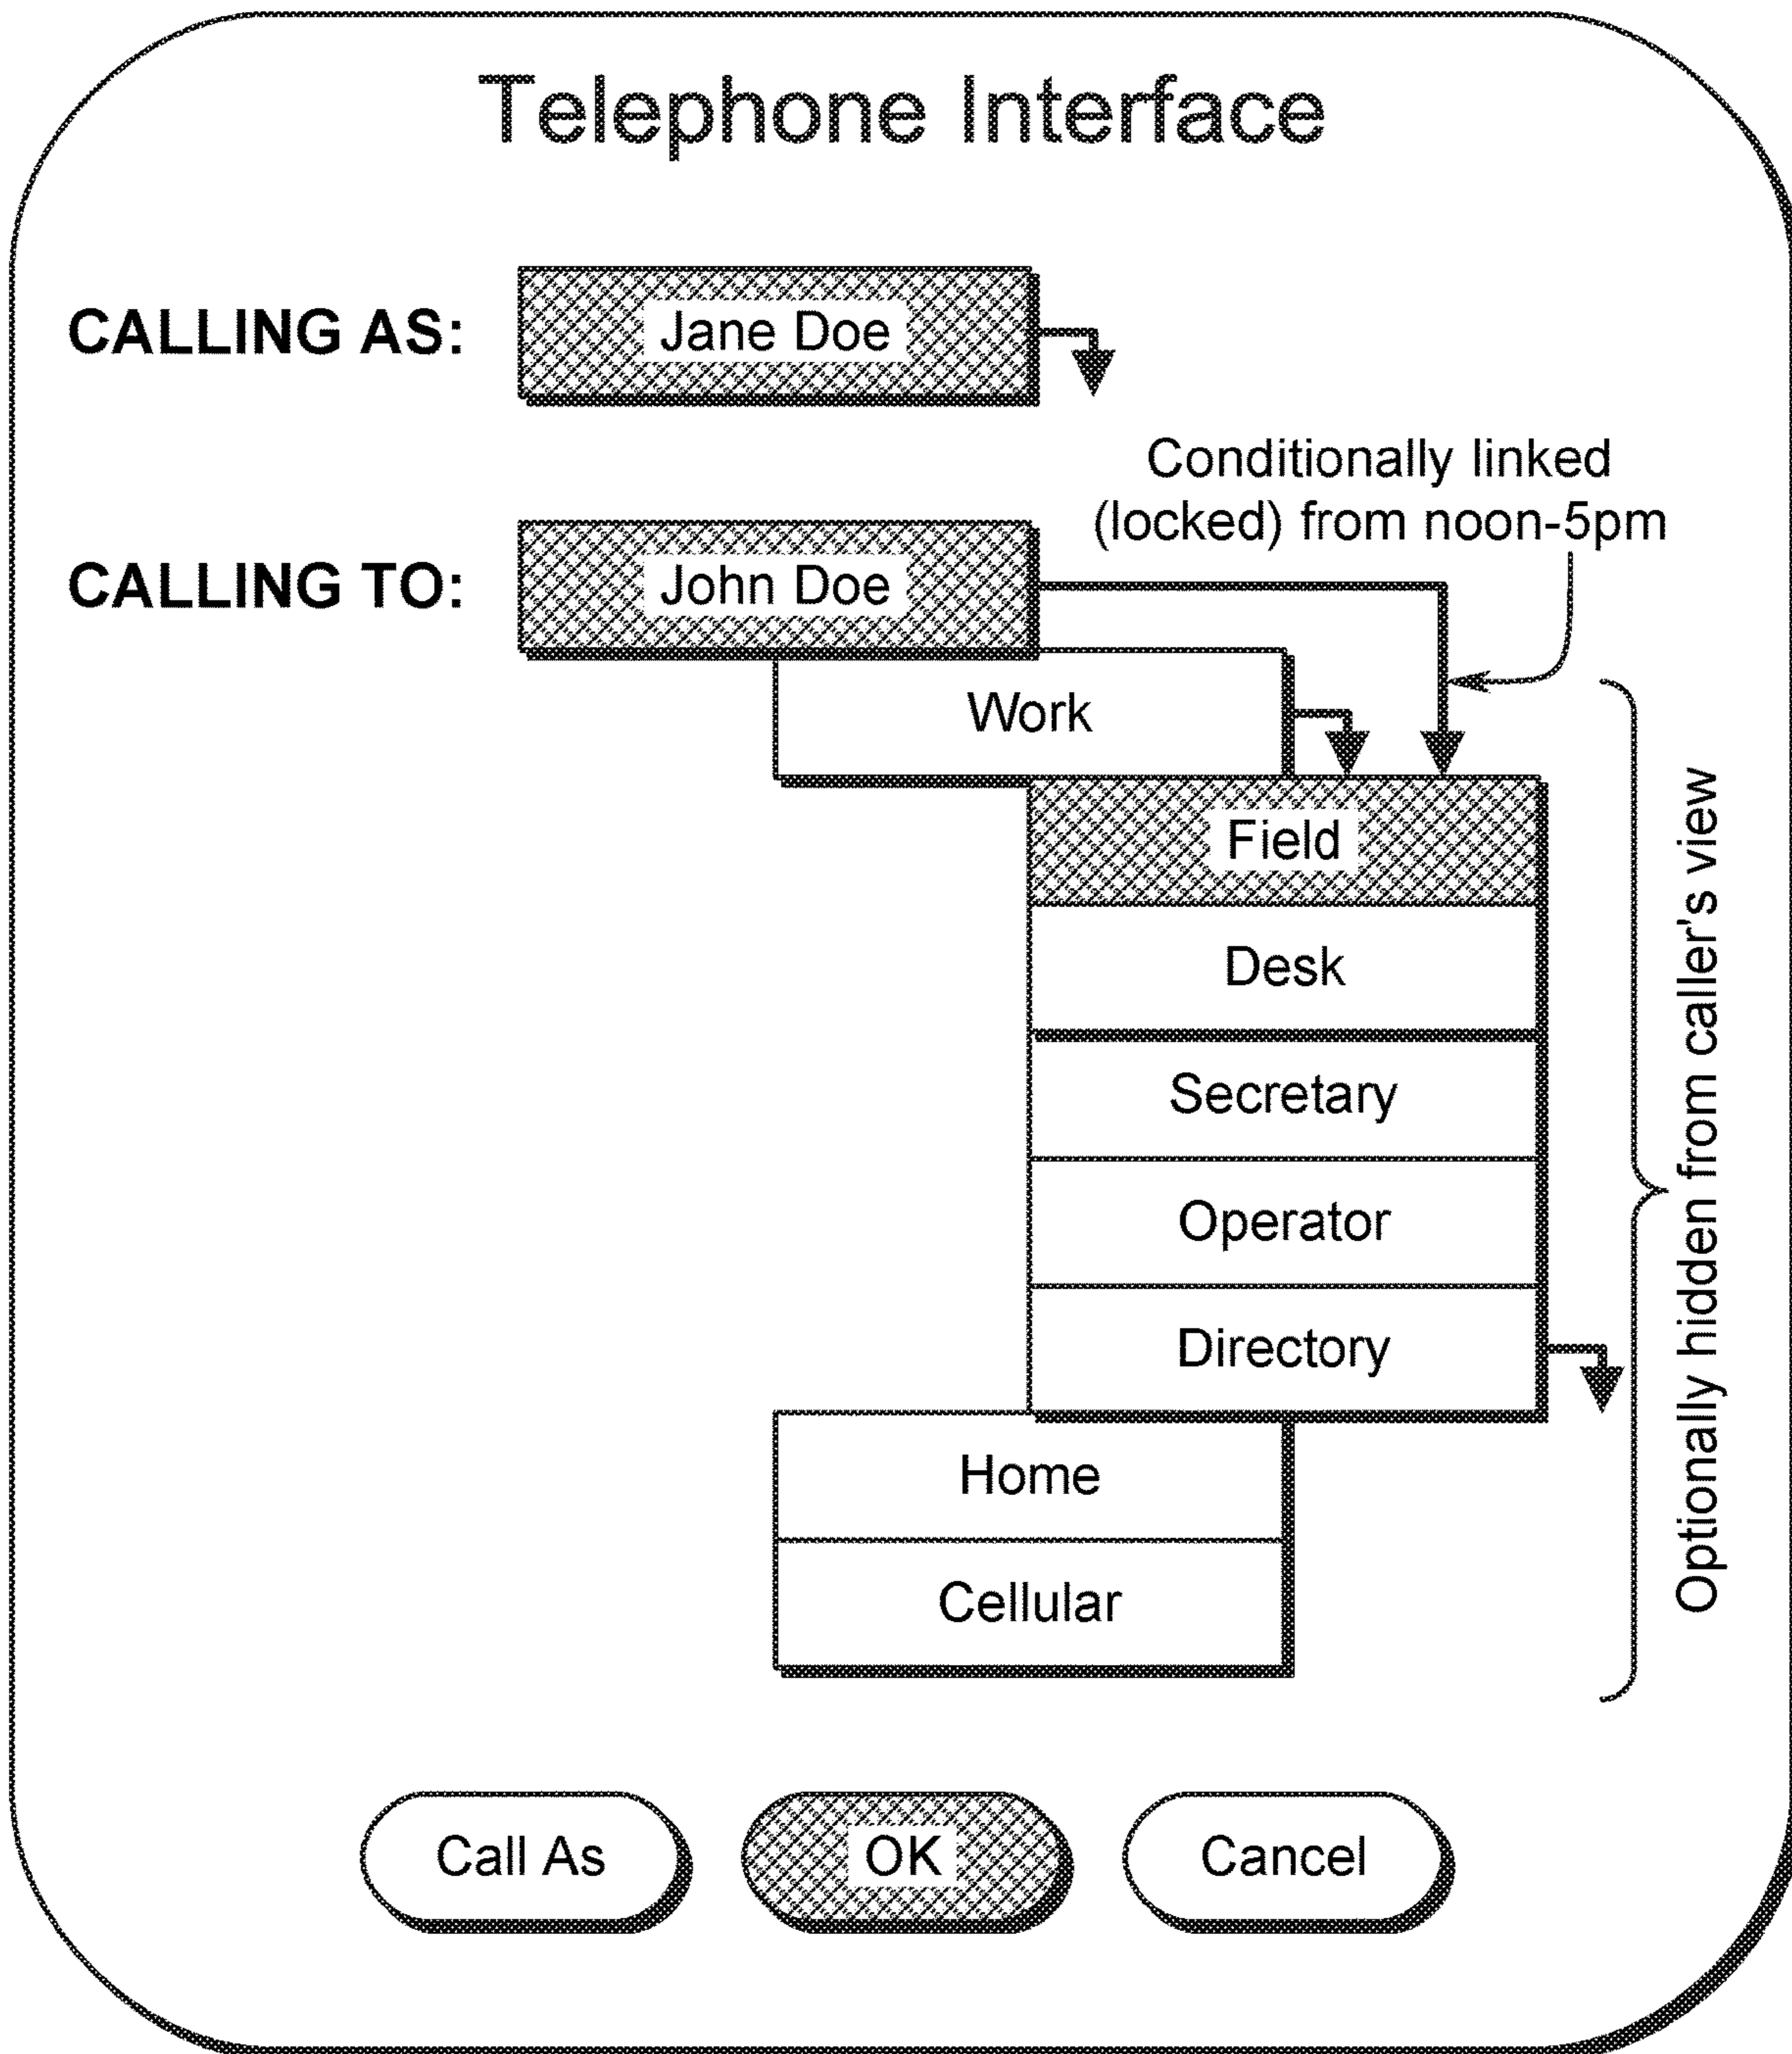 Telephone Interface
CALLING AS:
Jane Doe
Conditionally linked
(locked) from noon-5pm
CALLING TO:
John Doe
Work
Field
Desk
Secretary
Operator
Directory
Home
Cellular
Optionally hidden from caller's view
Call As
OK
Cancel